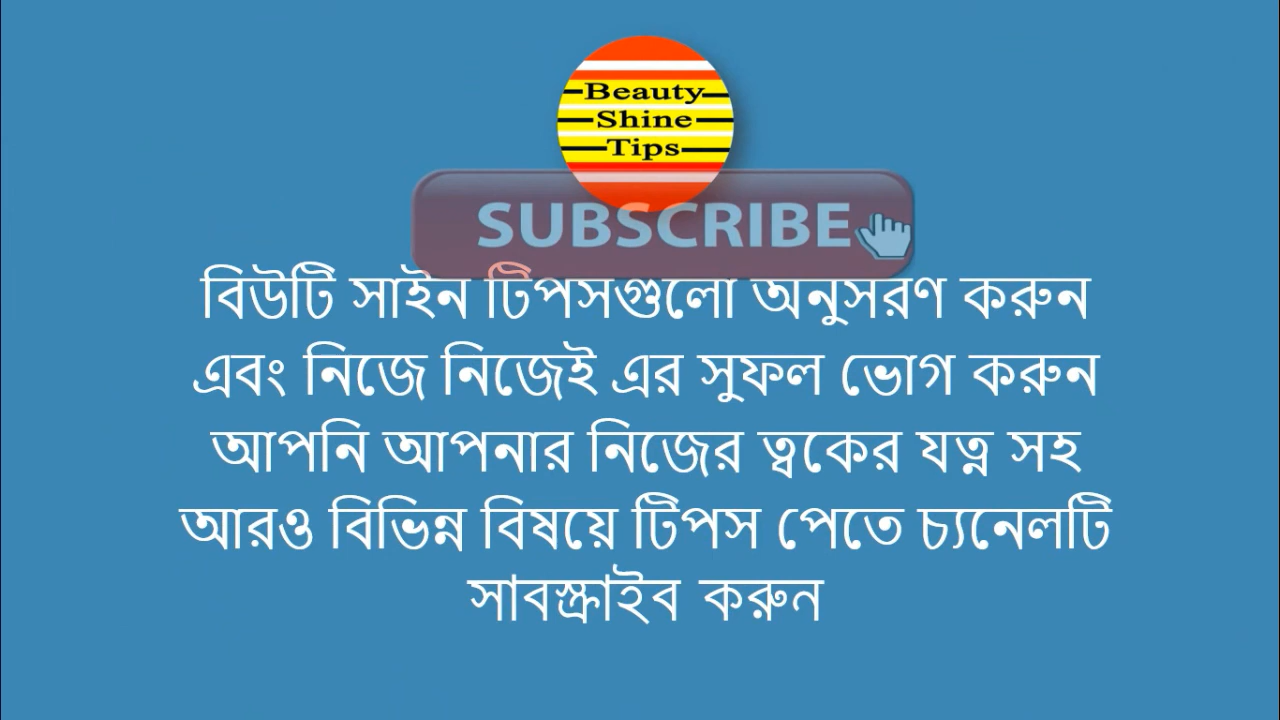 Beauty
Shine
Tips
SUBSCRIBE
বিউটি সাইন টিপসগুলো অনুসরণ করুন
এবং নিজে নিজেই এর সুফল ভোগ করুন
আপনি আপনার নিজের ত্বকের যত্ন সহ
আরও বিভিন্ন বিষয়ে টিপস পেতে চ্যনেলটি
সাবস্ক্রাইব করুন